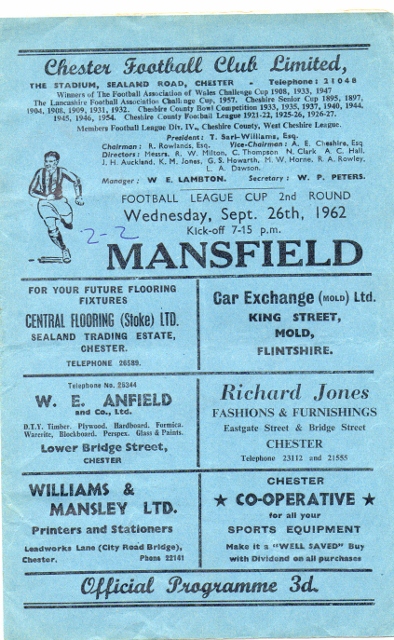 Chester Football Club Limited,
THE STADIUM, SEALAND ROAD, CHESTER - Telephone: 21048
Winners of The Football Association of Wales Challenge Cup 1908, 1933, 1947
The Lancashire Football Association Challenge Cup, 1957. Cheshire Senior Cup 1895, 1897,
1904, 1908, 1909, 1931, 1932. Cheshire County Bowl Competition 1933, 1935, 1937, 1940, 1944,
1945, 1946, 1954. Cheshire County Football League 1921-22, 1925-26, 1926-27.
Members Football League Div. IV., Cheshire County, West Cheshire League.
President: T. Sarl-Williams, Esq.
Chairman: R. Rowlands, Esq. Vice-Chairman: A. E. Cheshire, Esq.
Directors: Messrs. R. W. Milton, C. Thompson N. Clark A. C. Hall,
J. H. Auckland, K. M. Jones, G. S. Howarth, M. W. Horne, R. A. Rowley,
L. A. Dawson.
Manager: W. E. LAMBTON. Secretary: W. P. PETERS.
FOOTBALL LEAGUE CUP 2nd ROUND
Wednesday, Sept. 26th, 1962
Kick-off 7-15 p.m.
2-2
MANSFIELD
FOR YOUR FUTURE FLOORING
FIXTURES
CENTRAL FLOORING (Stoke) LTD.
SEALAND TRADING ESTATE,
CHESTER.
TELEPHONE 26589.
Car Exchange (MOLD) Ltd.
KING STREET,
MOLD,
FLINTSHIRE.
Telephone No. 26344
W. E. ANFIELD
and Co., Ltd.
D.T.Y. Timber. Plywood. Hardboard. Formica.
Warerite, Blockboard. Perspex. Glass & Paints.
Lower Bridge Street,
CHESTER
Richard Jones
FASHIONS & FURNISHINGS
Eastgate Street & Bridge Street
CHESTER
Telephone 23112 and 21555
WILLIAMS &
MANSLEY LTD.
Printers and Stationers
Leadworks Lane (City Road Bridge),
Chester. Phone 22141
CHESTER
★ CO-OPERATIVE ★
for all your
SPORTS EQUIPMENT
Make it a "WELL SAVED" Buy
with Dividend on all purchases
Official Programme 3d.